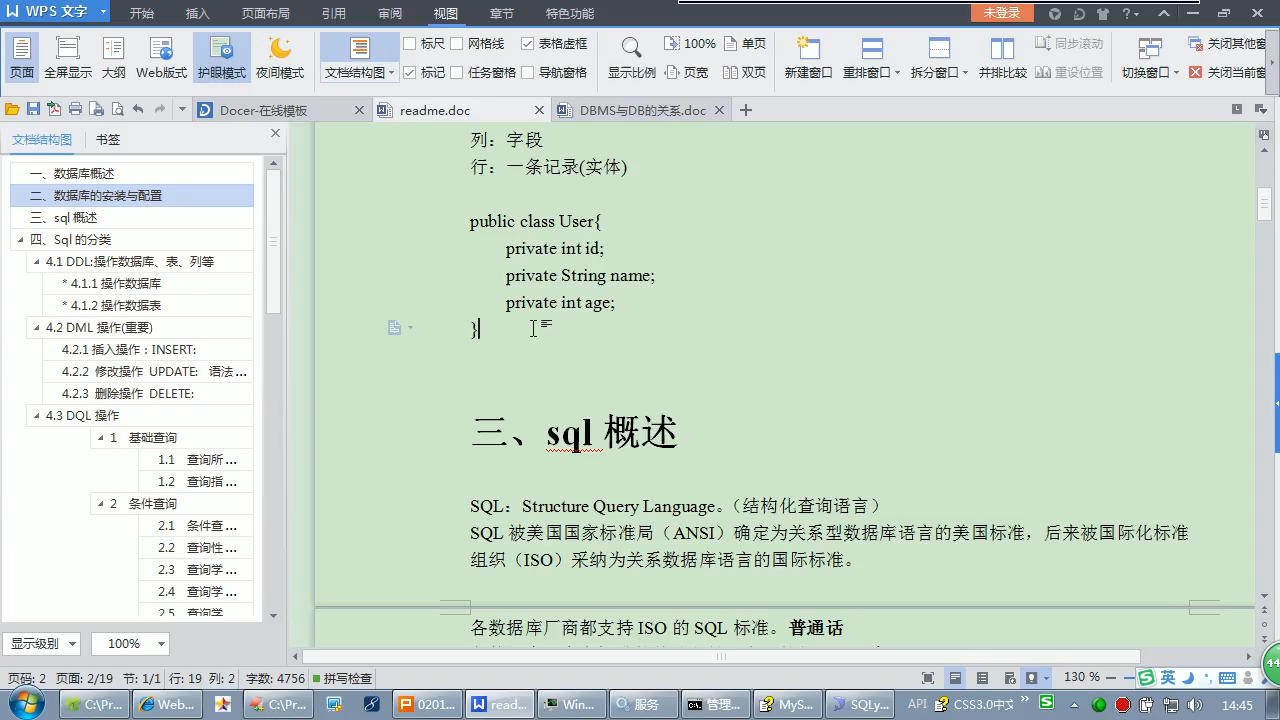 WPS 文字 开始 插入 页面布局 引用 审阅 视图 章节 特色功能 未登录
标尺 网格线 表格虚框 100% 单页 同步滚动 关闭其他窗
页面 全屏显示 大纲 Web版式 护眼模式 夜间模式 文档结构图 标记 任务窗格 导航窗格 显示比例 页宽 双页 新建窗口 重排窗口 拆分窗口 并排比较 重设位置 切换窗口 关闭当前窗
Docer-在线模板 readme.doc DBMS与DB的关系.doc
文档结构图 书签
一、数据库概述
二、数据库的安装与配置
三、sql 概述
四、Sql 的分类
4.1 DDL:操作数据库、表、列等
* 4.1.1 操作数据库
* 4.1.2 操作数据表
4.2 DML 操作(重要)
4.2.1 插入操作：INSERT:
4.2.2 修改操作 UPDATE: 语法 ...
4.2.3 删除操作 DELETE:
4.3 DQL 操作
1 基础查询
1.1 查询所 ...
1.2 查询指 ...
2 条件查询
2.1 条件查 ...
2.2 查询性 ...
2.3 查询学 ...
2.4 查询学 ...
2.5 查询学
显示级别 100%
列：字段
行：一条记录(实体)
public class User{
private int id;
private String name;
private int age;
}
三、sql 概述
SQL：Structure Query Language。（结构化查询语言）
SQL 被美国国家标准局（ANSI）确定为关系型数据库语言的美国标准，后来被国际化标准
组织（ISO）采纳为关系数据库语言的国际标准。
各数据库厂商都支持 ISO 的 SQL 标准。普通话
页码: 2 页面: 2/19 节: 1/1 行: 19 列: 2 字数: 4756 拼写检查 130 % 英 44
C:\Pr... Web... C:\Pr... 0201... read... Win... 服务 管理... MyS... SQLy... API CSS3.0中文 14:45